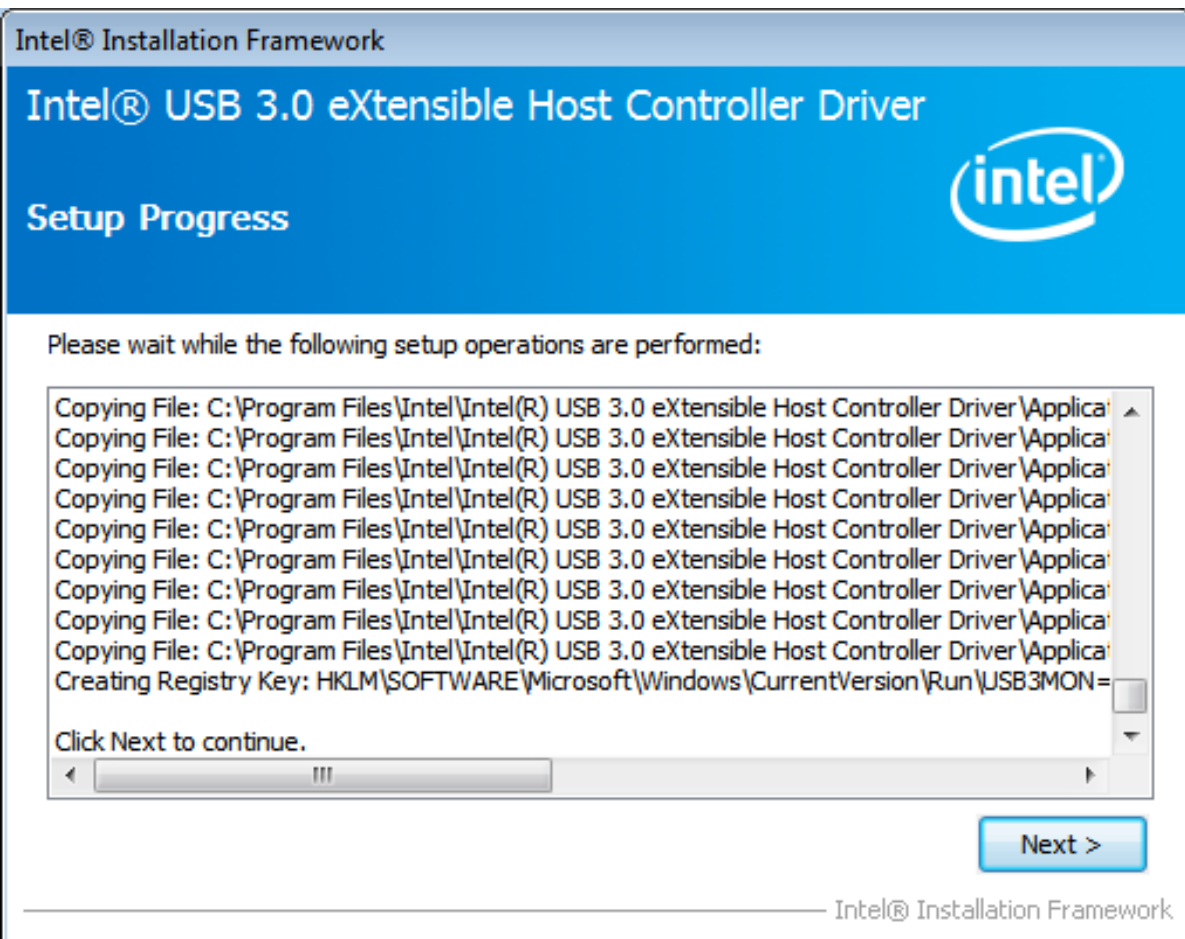 Intel® Installation Framework
Intel® USB 3.0 eXtensible Host Controller Driver
intel
Setup Progress
Please wait while the following setup operations are performed:
Copying File: C:\Program Files\Intel\Intel(R) USB 3.0 eXtensible Host Controller Driver\Applicat
Copying File: C:\Program Files\Intel\Intel(R) USB 3.0 eXtensible Host Controller Driver\Applicat
Copying File: C:\Program Files\Intel\Intel(R) USB 3.0 eXtensible Host Controller Driver\Applicat
Copying File: C:\Program Files\Intel\Intel(R) USB 3.0 eXtensible Host Controller Driver\Applicat
Copying File: C:\Program Files\Intel\Intel(R) USB 3.0 eXtensible Host Controller Driver\Applicat
Copying File: C:\Program Files\Intel\Intel(R) USB 3.0 eXtensible Host Controller Driver\Applicat
Copying File: C:\Program Files\Intel\Intel(R) USB 3.0 eXtensible Host Controller Driver\Applicat
Copying File: C:\Program Files\Intel\Intel(R) USB 3.0 eXtensible Host Controller Driver\Applicat
Copying File: C:\Program Files\Intel\Intel(R) USB 3.0 eXtensible Host Controller Driver\Applicat
Creating Registry Key: HKLM\SOFTWARE\Microsoft\Windows\CurrentVersion\Run\USB3MON=
Click Next to continue.
Next >
Intel® Installation Framework